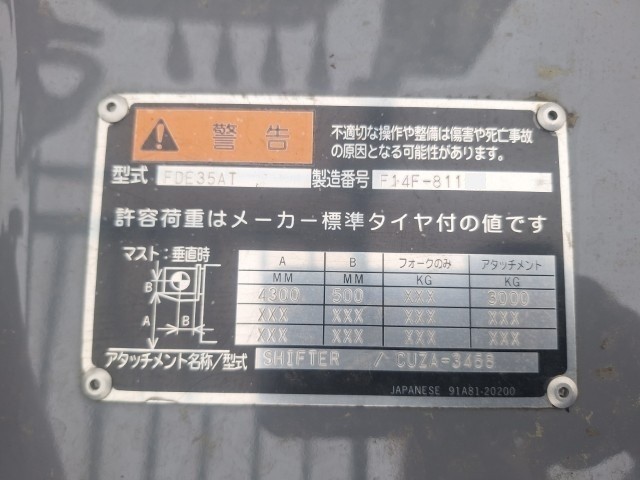 警告
不適切な操作や整備は傷害や死亡事故
の原因となる可能性があります。
型式 FDE35AT 製造番号 F14F-811
許容荷重はメーカー標準タイヤ付の値です
マスト:垂直時
A B フォークのみ アタッチメント
MM MM KG KG
4300 500 XXX 3000
XXX XXX XXX XXX
XXX XXX XXX XXX
B
A B
アタッチメント名称/型式 SHIFTER / CUZA=3468
JAPANESE 91A81-20200